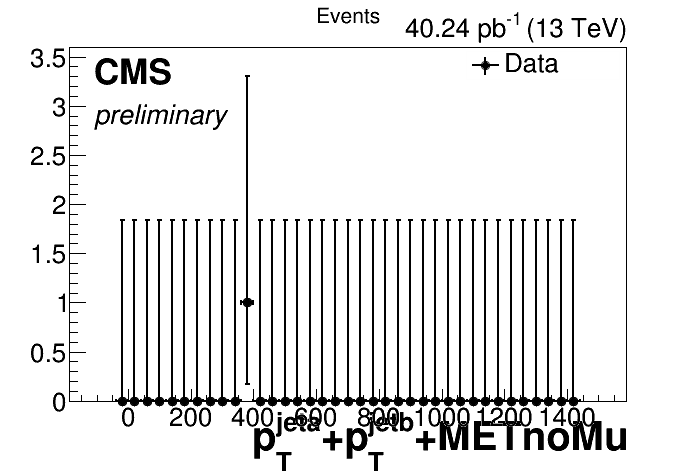 Events
40.24 pb-1 (13 TeV)
CMS
preliminary
Data
3.5
3
2.5
2
1.5
1
0.5
0
0 200 400 600 800 1000 1200 1400
pTjeta+pTjetb+METnoMu